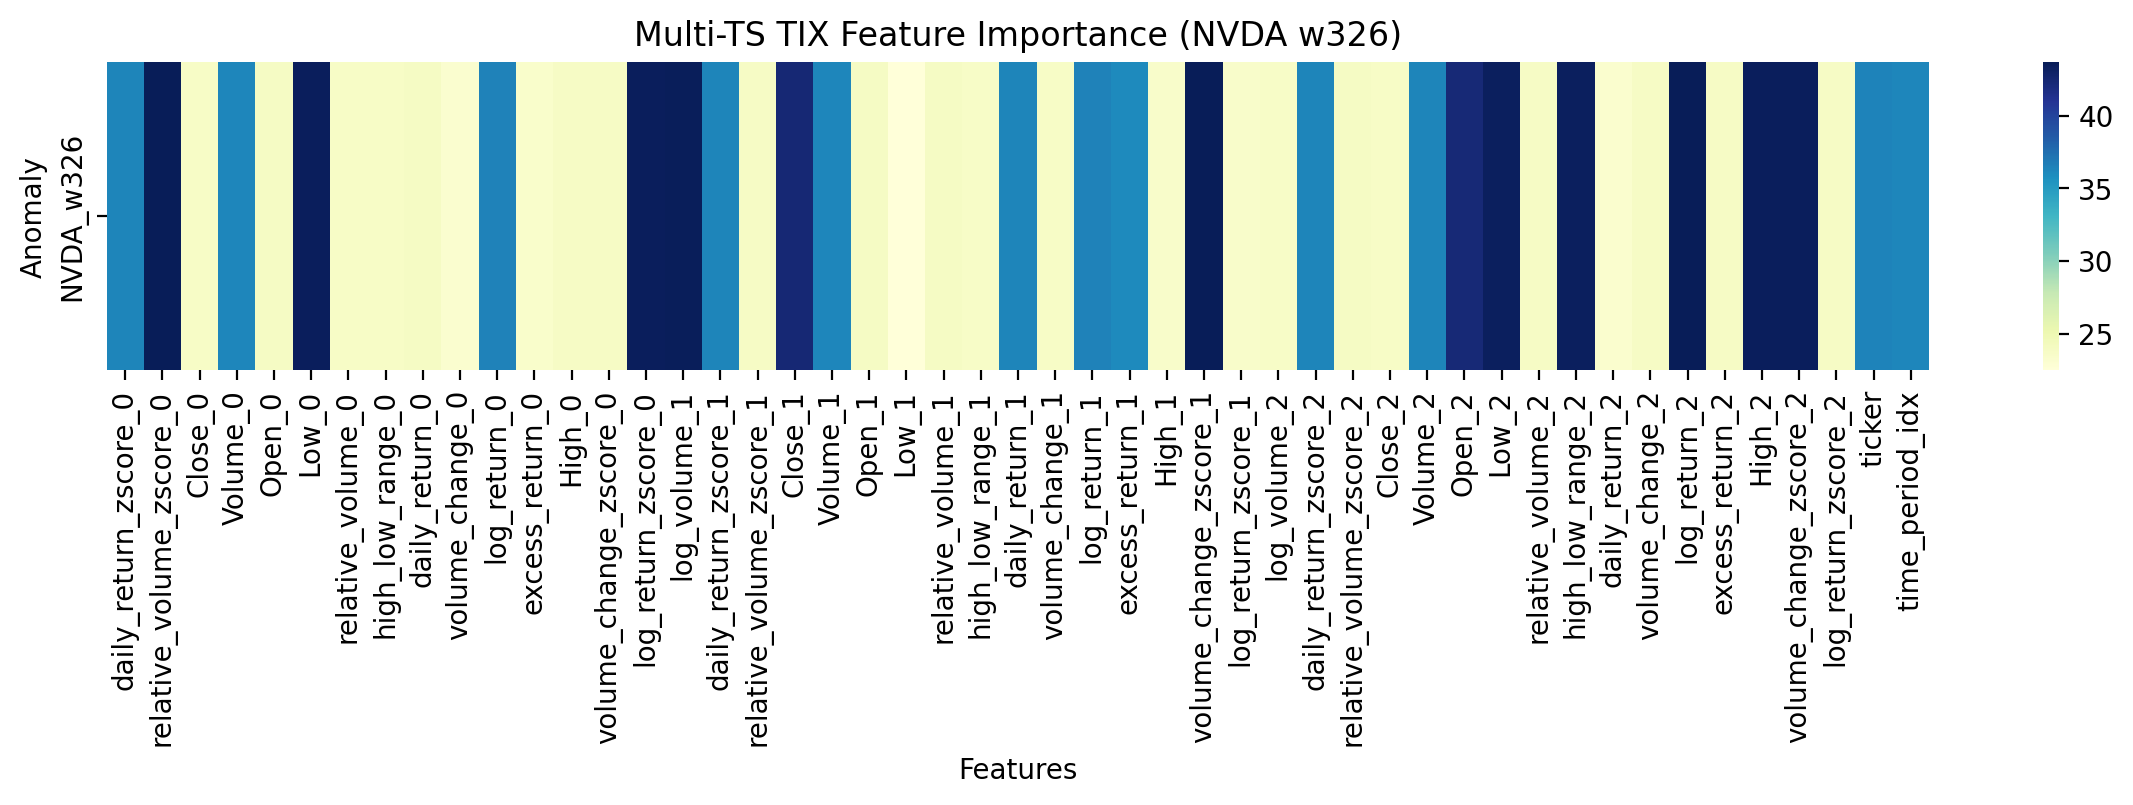 Multi-TS TIX Feature Importance (NVDA w326)
Anomaly
NVDA_w326
40
35
30
25
daily_return_zscore_0
relative_volume_zscore_0
Close_0
Volume_0
Open_0
Low_0
relative_volume_0
high_low_range_0
daily_return_0
volume_change_0
log_return_0
excess_return_0
High_0
volume_change_zscore_0
log_return_zscore_0
log_volume_1
daily_return_zscore_1
relative_volume_zscore_1
Close_1
Volume_1
Open_1
Low_1
relative_volume_1
high_low_range_1
daily_return_1
volume_change_1
log_return_1
excess_return_1
High_1
volume_change_zscore_1
log_return_zscore_1
log_volume_2
daily_return_zscore_2
relative_volume_zscore_2
Close_2
Volume_2
Open_2
Low_2
relative_volume_2
high_low_range_2
daily_return_2
volume_change_2
log_return_2
excess_return_2
High_2
volume_change_zscore_2
log_return_zscore_2
ticker
time_period_idx
Features